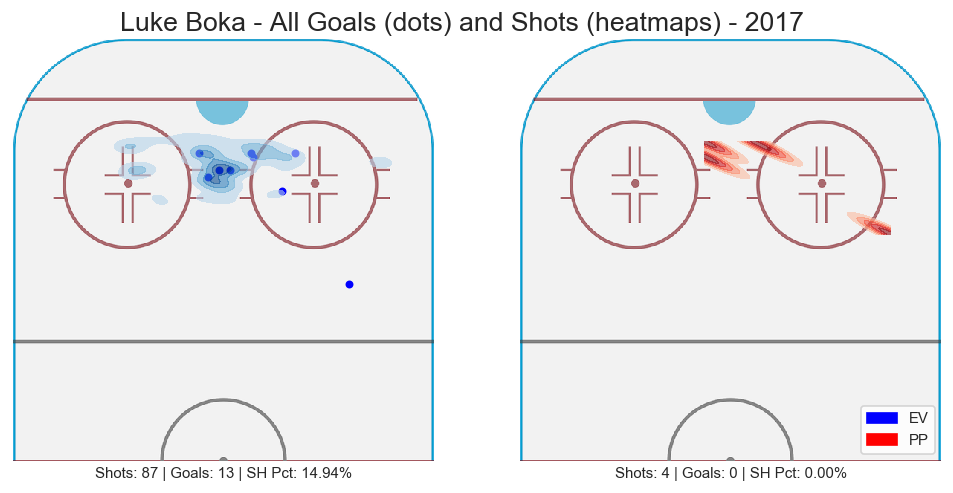 Luke Boka - All Goals (dots) and Shots (heatmaps) - 2017
EV
PP
Shots: 87 | Goals: 13 | SH Pct: 14.94%
Shots: 4 | Goals: 0 | SH Pct: 0.00%